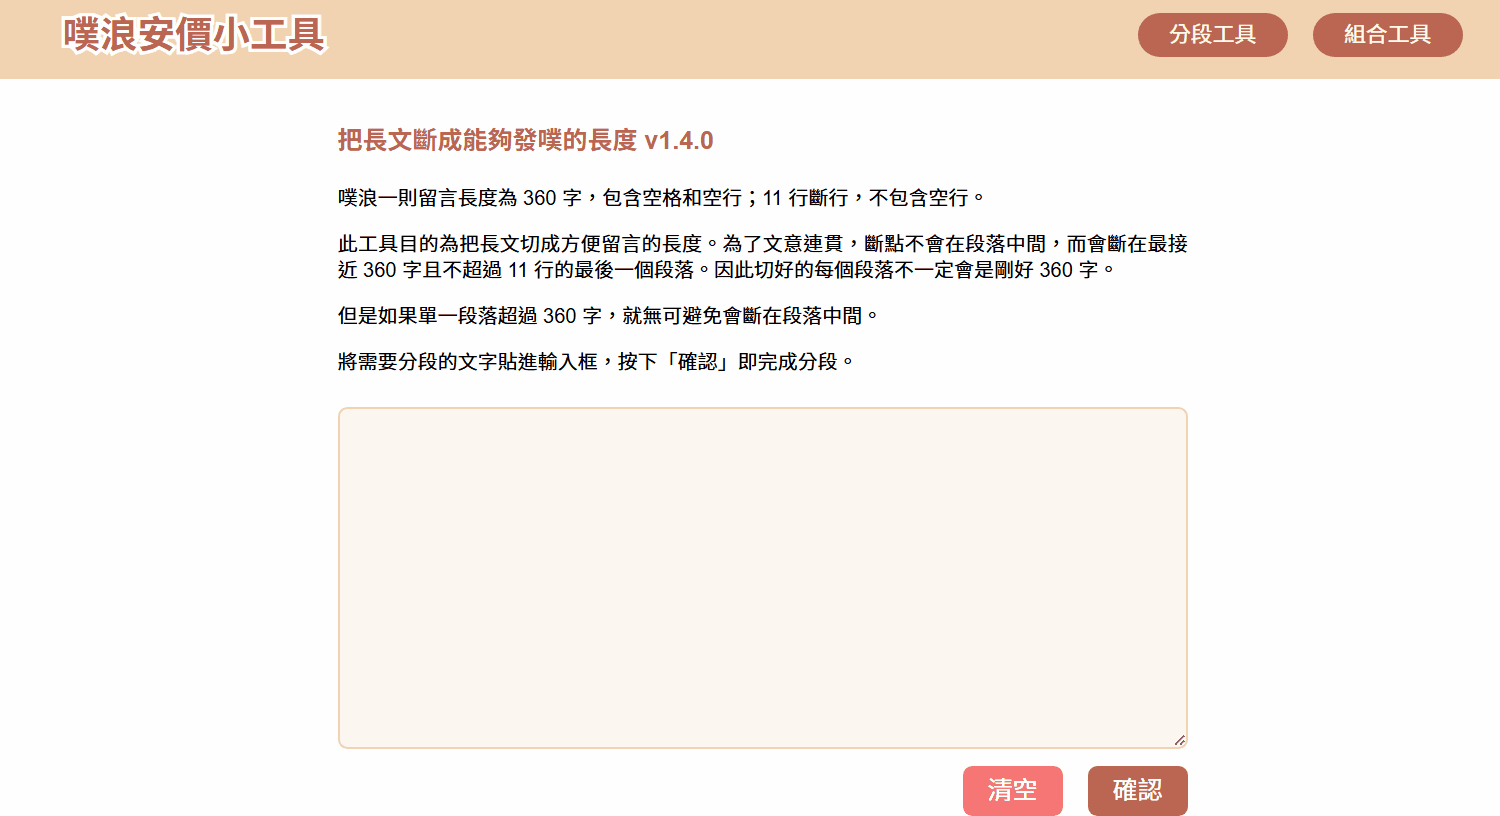 噗浪安價小工具
分段工具
組合工具
把長文斷成能夠發噗的長度 v1.4.0
噗浪一則留言長度為 360 字，包含空格和空行；11 行斷行，不包含空行。
此工具目的為把長文切成方便留言的長度。為了文意連貫，斷點不會在段落中間，而會斷在最接
近 360 字且不超過 11 行的最後一個段落。因此切好的每個段落不一定會是剛好 360 字。
但是如果單一段落超過 360 字，就無可避免會斷在段落中間。
將需要分段的文字貼進輸入框，按下「確認」即完成分段。
清空
確認